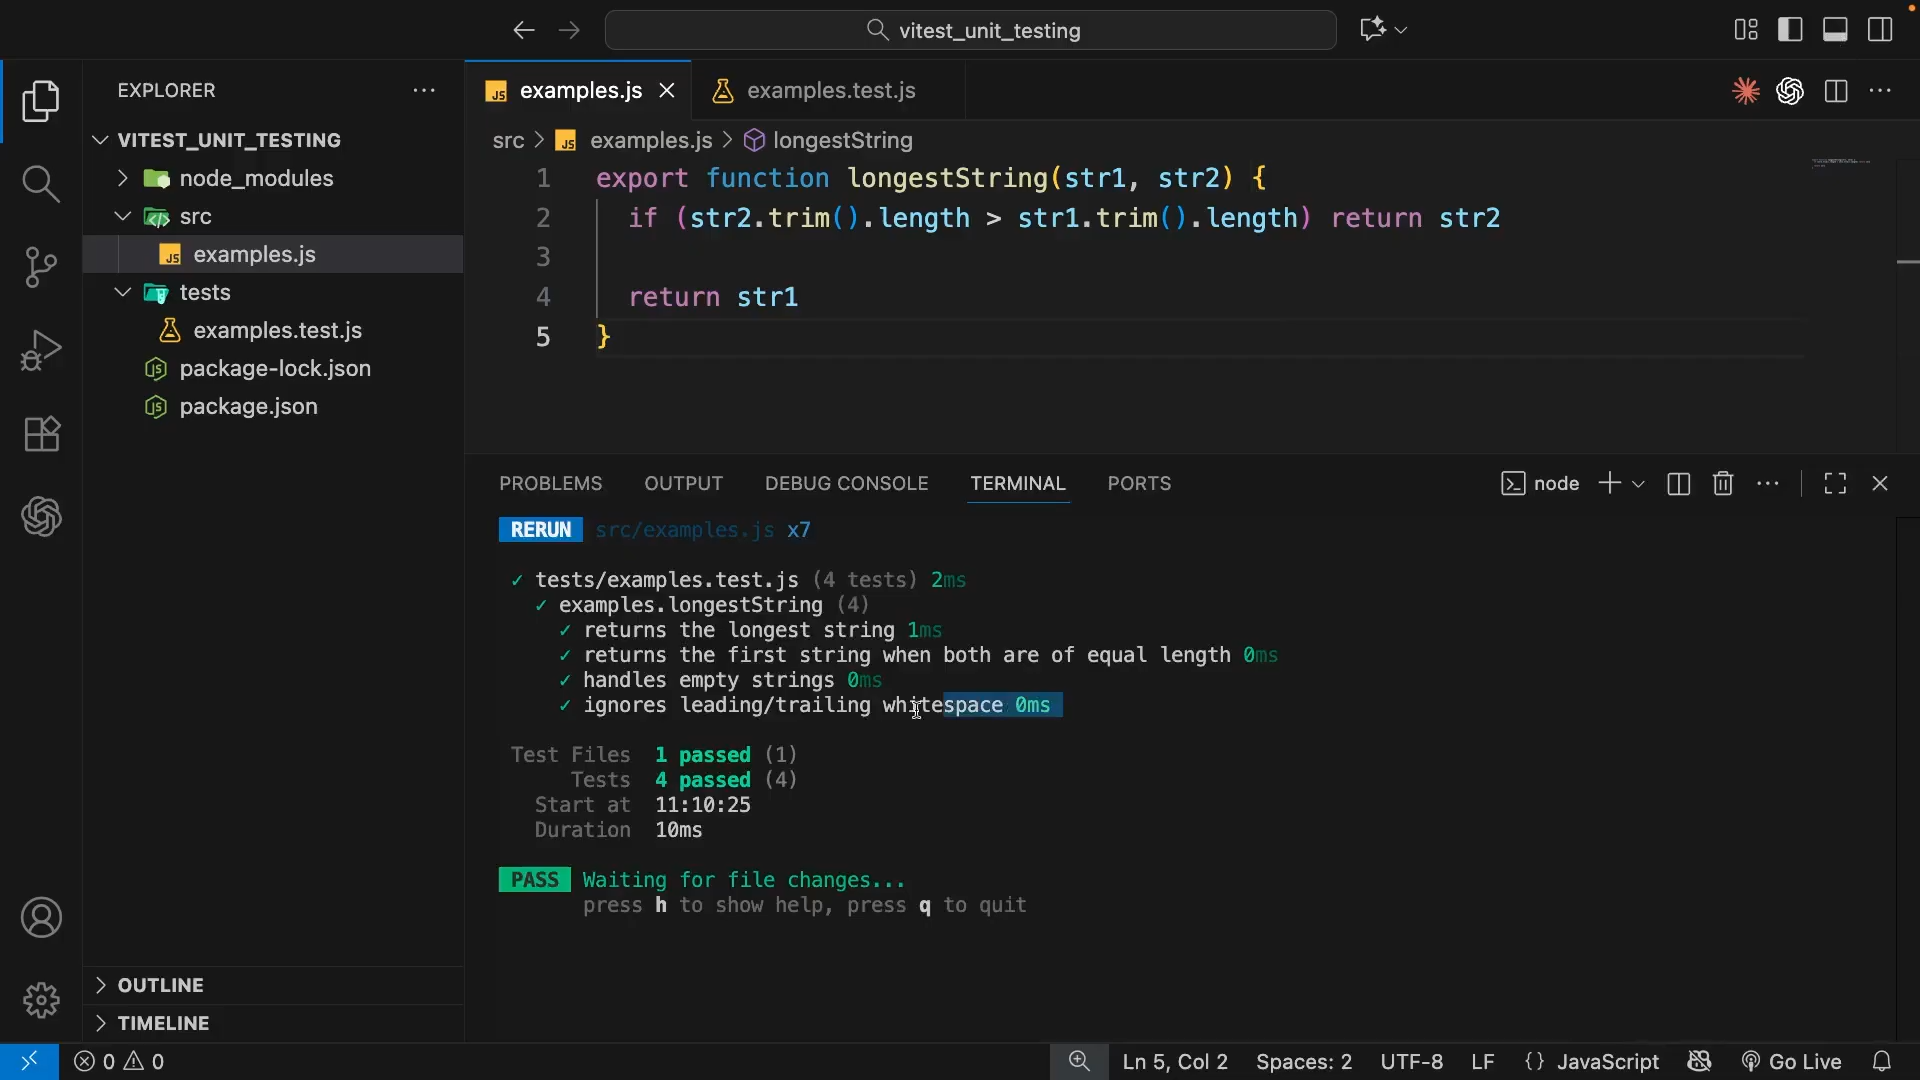 vitest_unit_testing
EXPLORER
VITEST_UNIT_TESTING
node_modules
src
examples.js
tests
examples.test.js
package-lock.json
package.json
OUTLINE
TIMELINE
examples.js
examples.test.js
src > examples.js > longestString
1 export function longestString(str1, str2) {
2 if (str2.trim().length > str1.trim().length) return str2
3
4 return str1
5 }
PROBLEMS OUTPUT DEBUG CONSOLE TERMINAL PORTS
node
RERUN src/examples.js x7
✓ tests/examples.test.js (4 tests) 2ms
✓ examples.longestString (4)
✓ returns the longest string 1ms
✓ returns the first string when both are of equal length 0ms
✓ handles empty strings 0ms
✓ ignores leading/trailing whitespace 0ms
Test Files 1 passed (1)
Tests 4 passed (4)
Start at 11:10:25
Duration 10ms
PASS Waiting for file changes...
press h to show help, press q to quit
0 0
Ln 5, Col 2 Spaces: 2 UTF-8 LF {} JavaScript Go Live